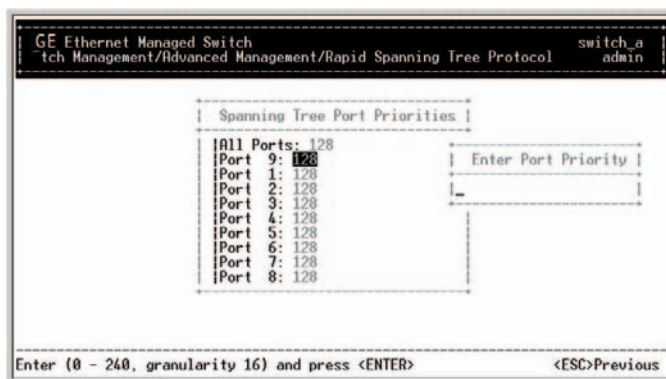 GE Ethernet Managed Switch switch_a
tch Management/Advanced Management/Rapid Spanning Tree Protocol admin
Spanning Tree Port Priorities
All Ports: 128
Port 9: 128
Enter Port Priority
Port 1: 128
Port 2: 128
Port 3: 128
Port 4: 128
Port 5: 128
Port 6: 128
Port 7: 128
Port 8: 128
Enter (0 - 240, granularity 16) and press <ENTER> <ESC>Previous